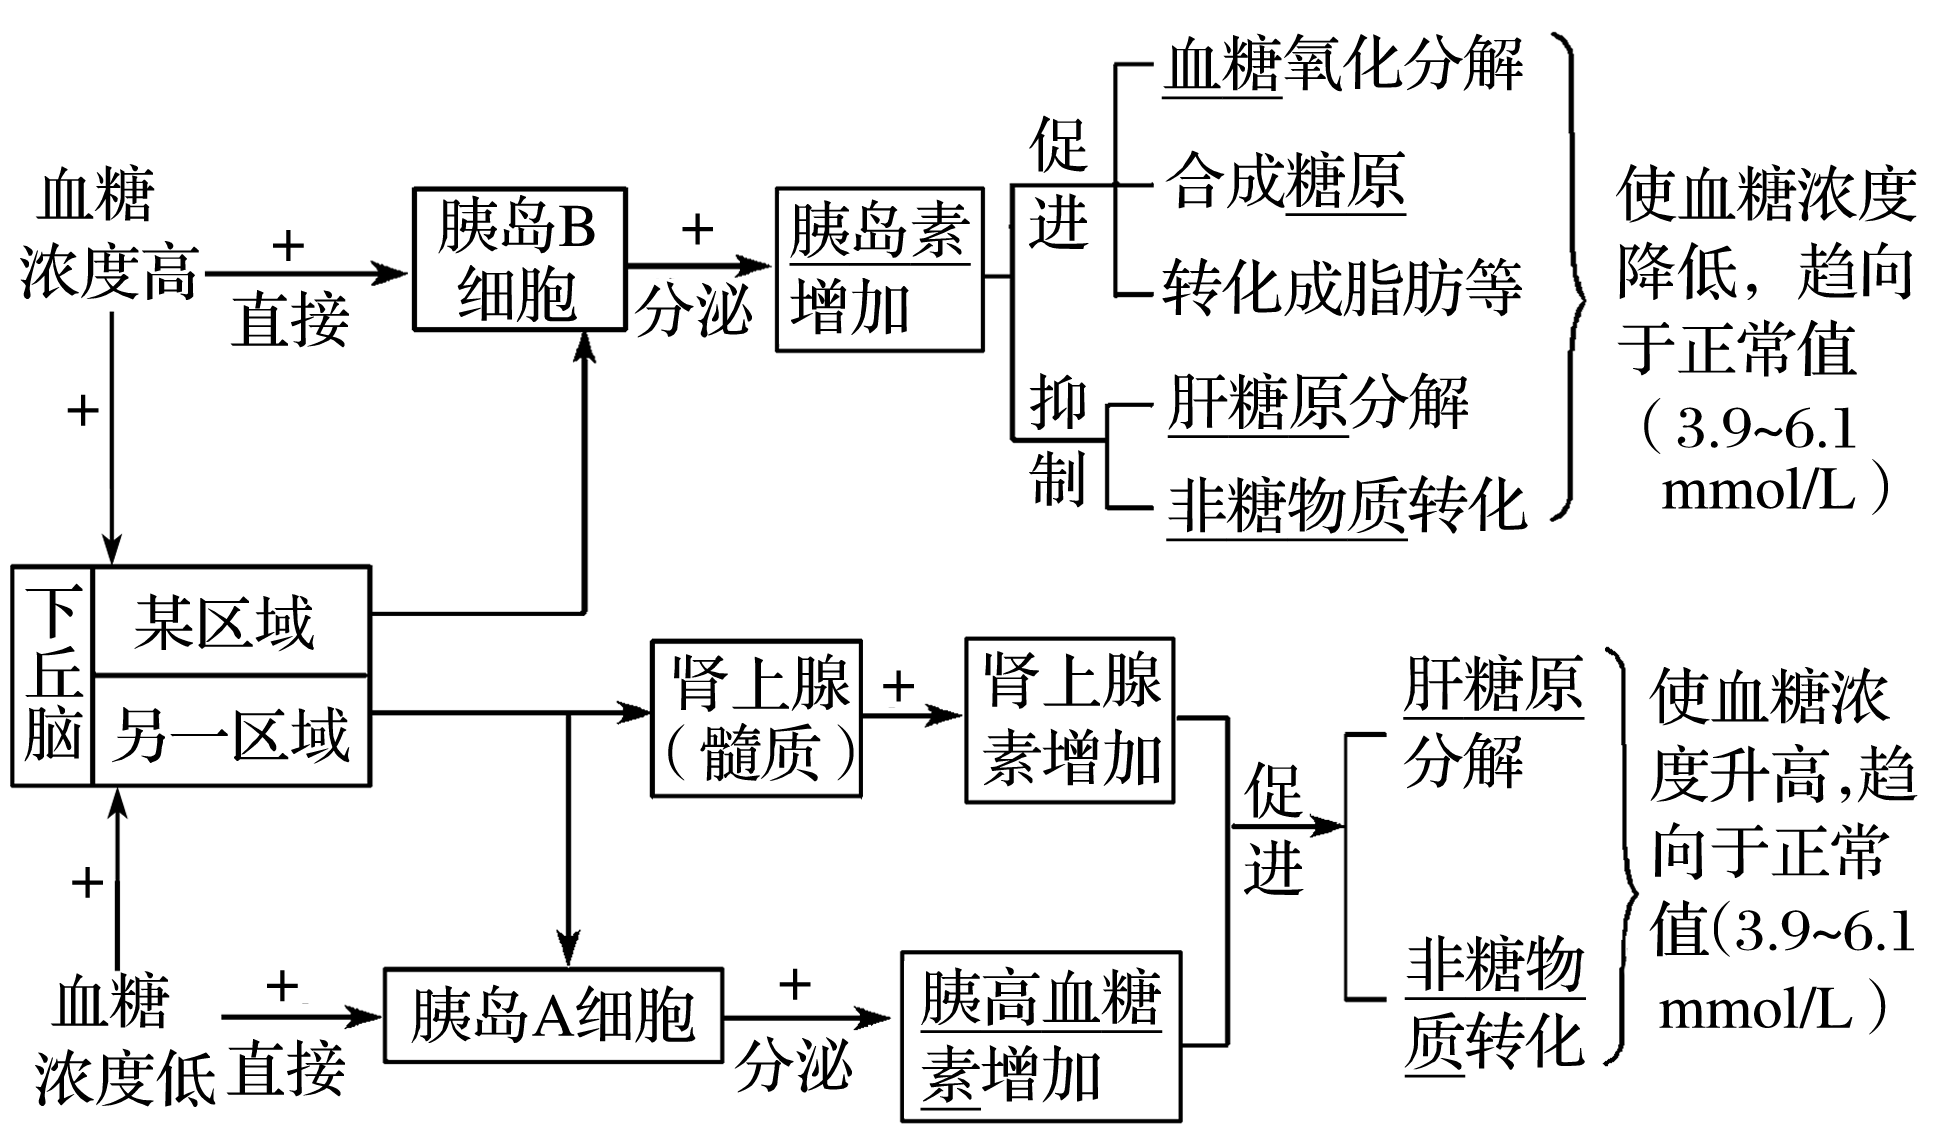 血糖
浓度高
+
直接
+
胰岛B
细胞
+
分泌
胰岛素
增加
促
进
血糖氧化分解
合成糖原
转化成脂肪等
抑
制
肝糖原分解
非糖物质转化
使血糖浓度
降低，趋向
于正常值
（3.9~6.1
mmol/L）
下
丘
脑
某区域
另一区域
肾上腺
（髓质）
+
肾上腺
素增加
促
进
肝糖原
分解
非糖物
质转化
使血糖浓
度升高,趋
向于正常
值(3.9~6.1
mmol/L）
+
血糖
浓度低
+
直接
胰岛A细胞
+
分泌
胰高血糖
素增加